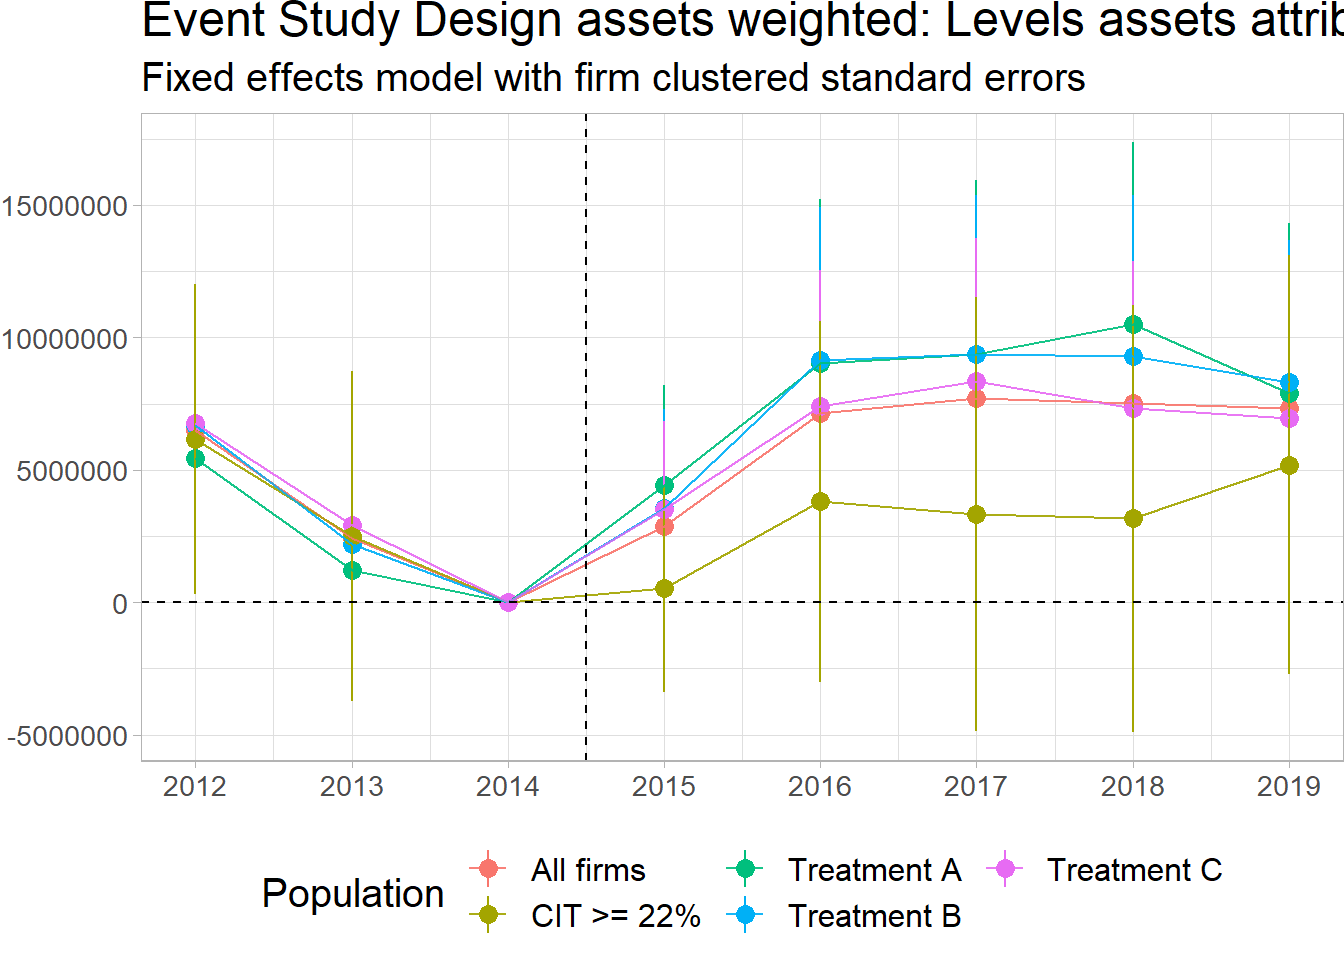 Event Study Design assets weighted: Levels assets attrib
Fixed effects model with firm clustered standard errors
15000000
10000000
5000000
0
-5000000
2012 2013 2014 2015 2016 2017 2018 2019
Population
All firms
CIT >= 22%
Treatment A
Treatment B
Treatment C